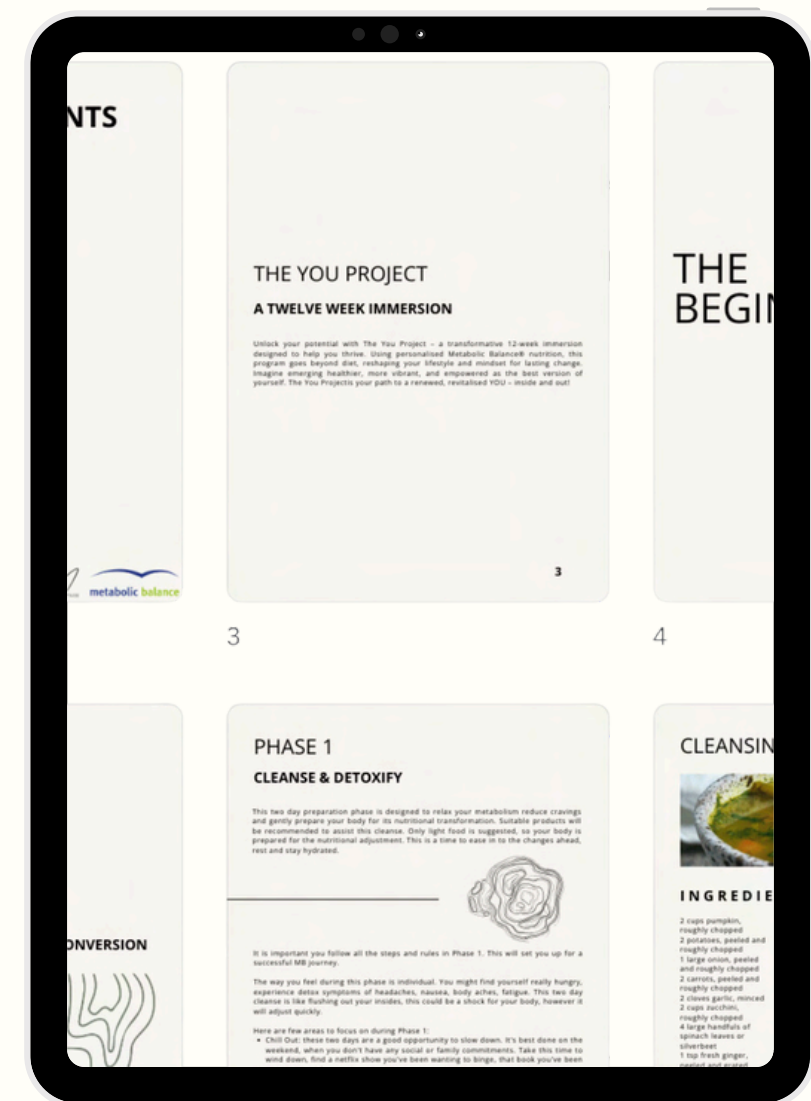 NTS
metabolic balance
THE YOU PROJECT
A TWELVE WEEK IMMERSION
Unlock your potential with The You Project – a transformative 12-week immersion
designed to help you thrive. Using personalised Metabolic Balance® nutrition, this
program goes beyond diet, reshaping your lifestyle and mindset for lasting change.
Imagine emerging healthier, more vibrant, and empowered as the best version of
yourself. The You Projectis your path to a renewed, revitalised YOU – inside and out!
3
3
THE
BEGIN
4
ONVERSION
PHASE 1
CLEANSE & DETOXIFY
This two day preparation phase is designed to relax your metabolism reduce cravings
and gently prepare your body for its nutritional transformation. Suitable products will
be recommended to assist this cleanse. Only light food is suggested, so your body is
prepared for the nutritional adjustment. This is a time to ease in to the changes ahead,
rest and stay hydrated.
It is important you follow all the steps and rules in Phase 1. This will set you up for a
successful MB journey.
The way you feel during this phase is individual. You might find yourself really hungry,
experience detox symptoms of headaches, nausea, body aches, fatigue. This two day
cleanse is like flushing out your insides, this could be a shock for your body, however it
will adjust quickly.
Here are few areas to focus on during Phase 1:
• Chill Out: these two days are a good opportunity to slow down. It's best done on the
weekend, when you don't have any social or family commitments. Take this time to
wind down, find a netflix show you've been wanting to binge, that book you've been
CLEANSIN
INGREDIE
2 cups pumpkin,
roughly chopped
2 potatoes, peeled and
roughly chopped
1 large onion, peeled
and roughly chopped
2 carrots, peeled and
roughly chopped
2 cloves garlic, minced
2 cups zucchini,
roughly chopped
4 large handfuls of
spinach leaves or
silverbeet
1 tsp fresh ginger,
peeled and grated